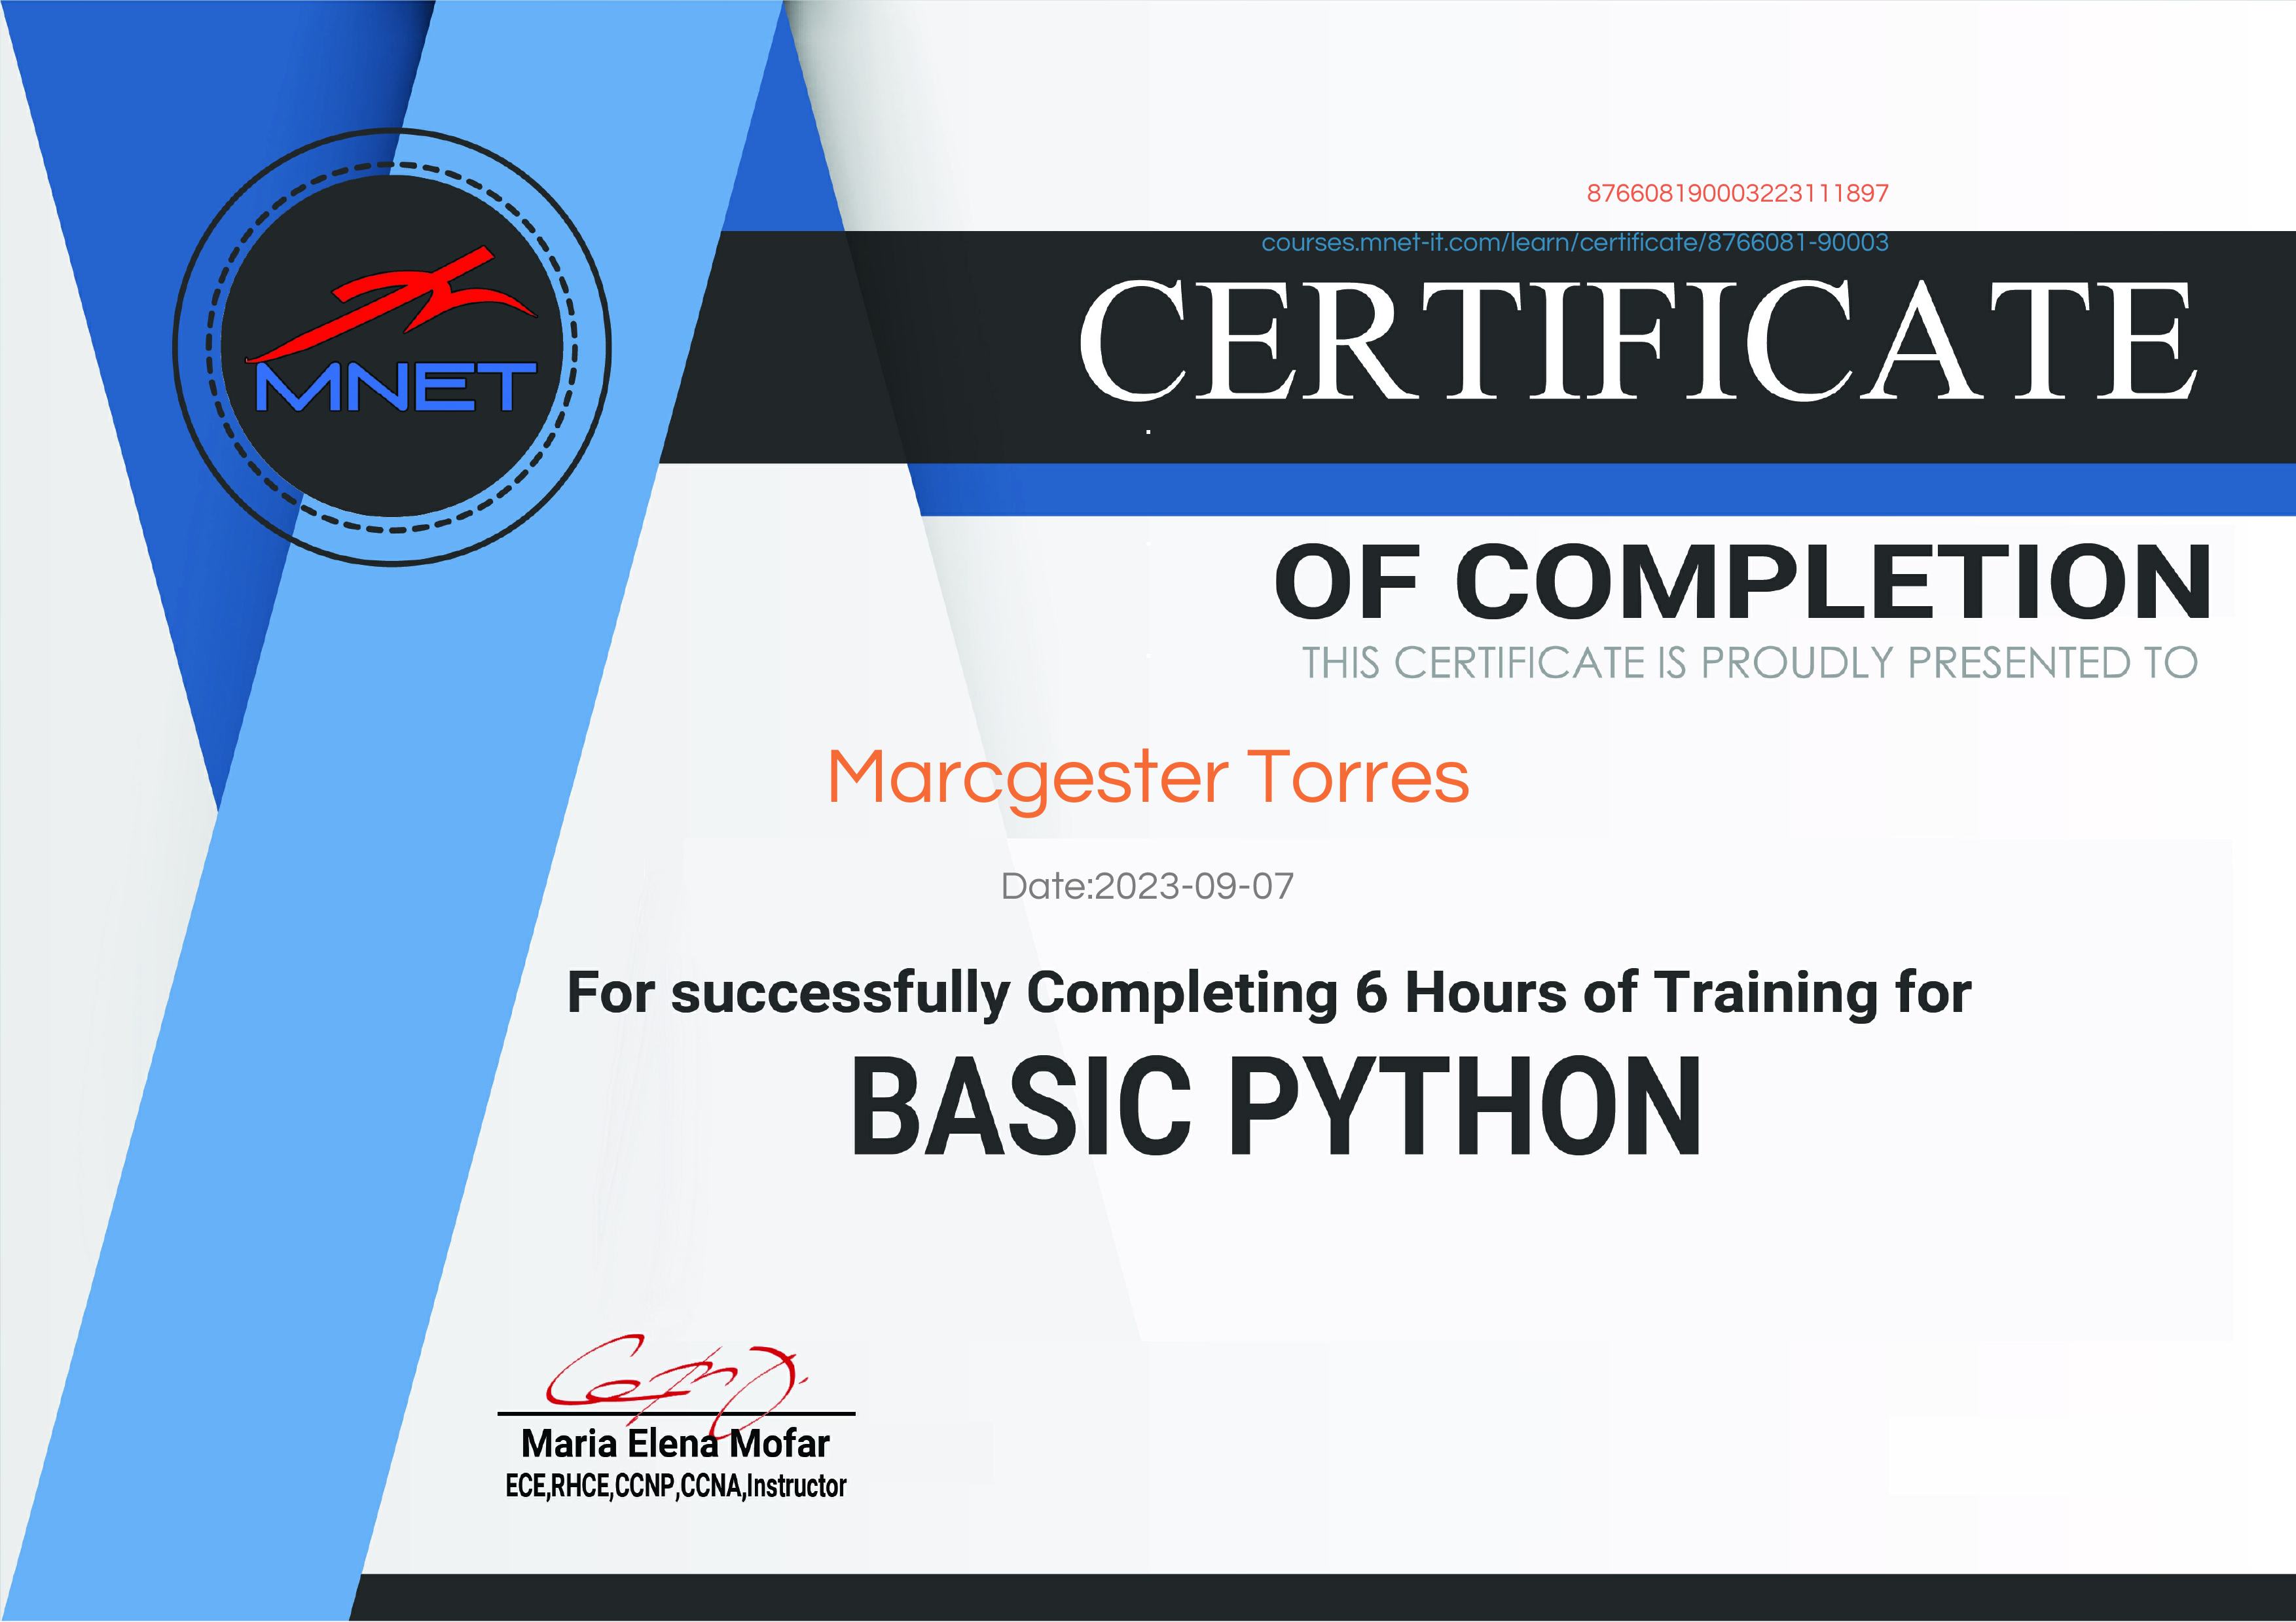 876608190003223111897
courses.mnet-it.com/learn/certificate/8766081-90003
CERTIFICATE
MNET
OF COMPLETION
THIS CERTIFICATE IS PROUDLY PRESENTED TO
Marcgester Torres
Date:2023-09-07
For successfully Completing 6 Hours of Training for
BASIC PYTHON
Maria Elena Mofar
ECE,RHCE,CCNP,CCNA,Instructor